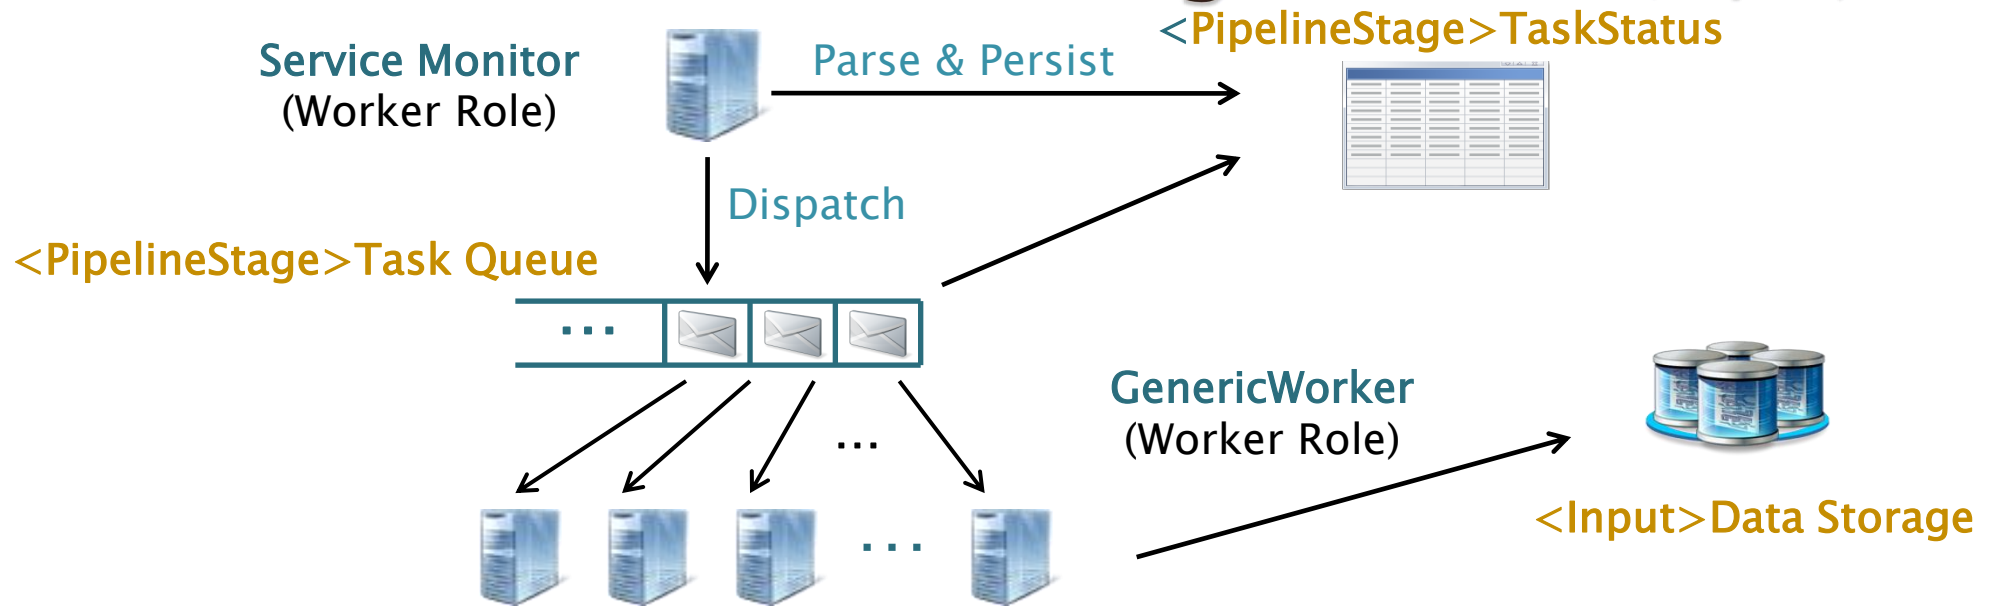 <PipelineStage>TaskStatus
Service Monitor
(Worker Role)
Parse & Persist
Dispatch
<PipelineStage>Task Queue
...
...
GenericWorker
(Worker Role)
...
<Input>Data Storage